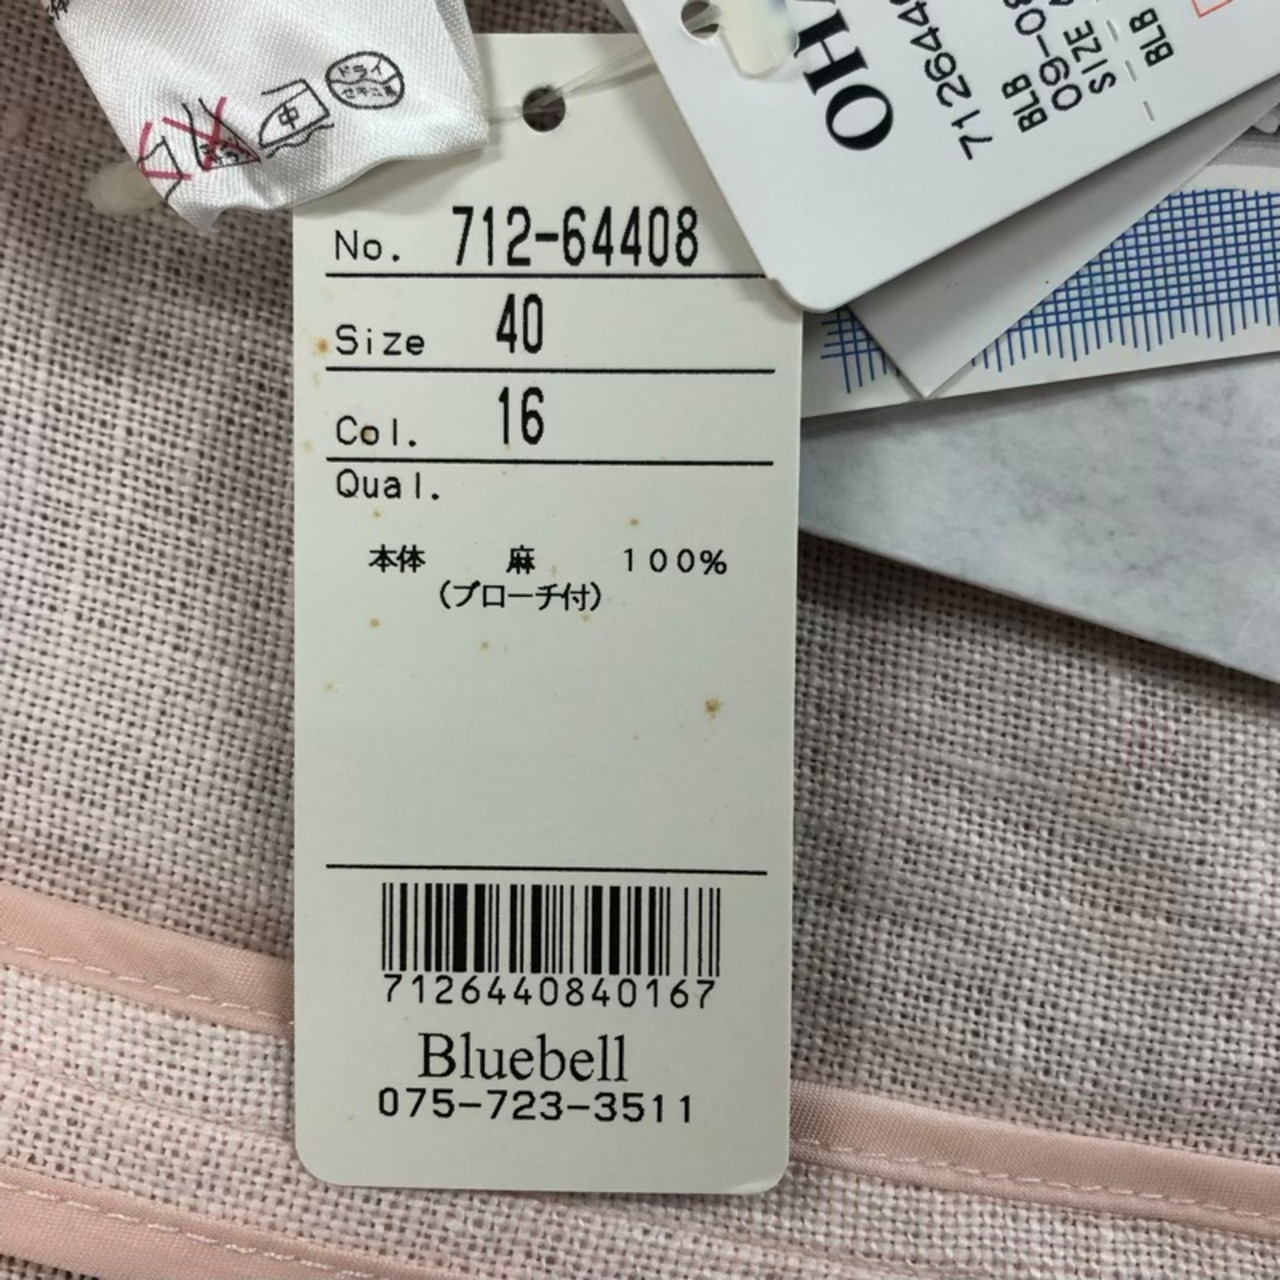 No. 712-64408
Size 40
Col. 16
Qual.
本体 麻 100%
(ブローチ付)
7126440840167
Bluebell
075-723-3511
中
ドライ
BLB
SIZE
BLB